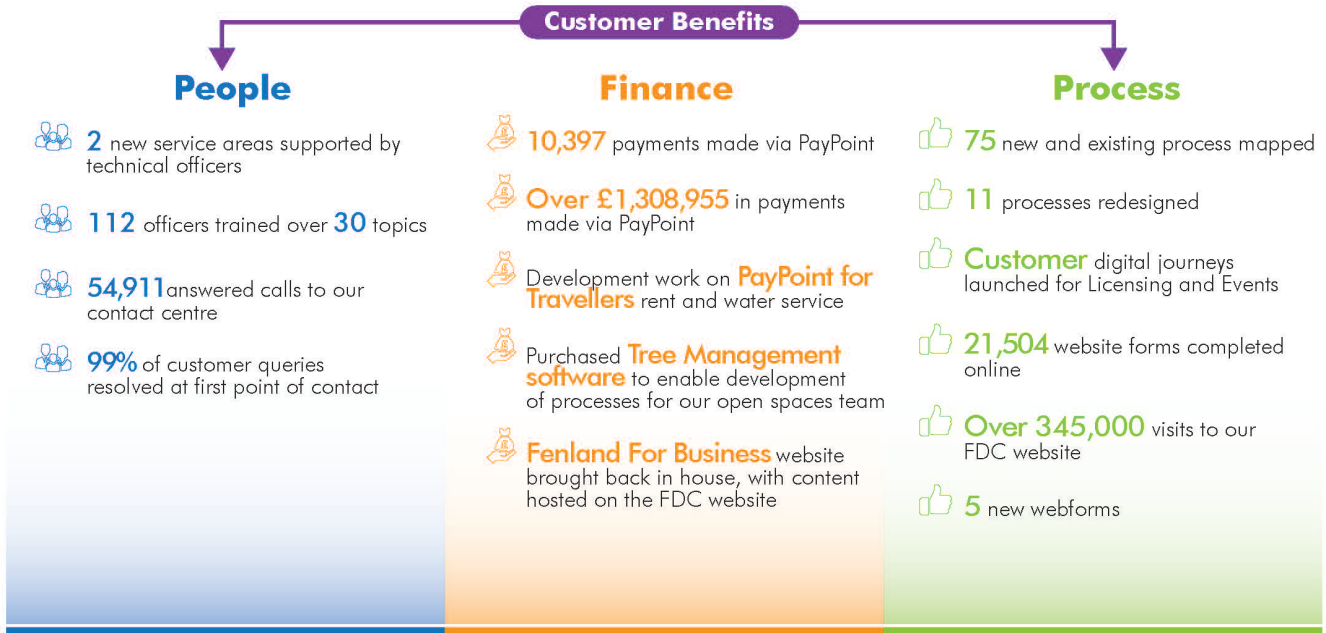 Customer Benefits
People
2 new service areas supported by
technical officers
112 officers trained over 30 topics
54,911 answered calls to our
contact centre
99% of customer queries
resolved at first point of contact
Finance
10,397 payments made via PayPoint
Over £1,308,955 in payments
made via PayPoint
Development work on PayPoint for
Travellers rent and water service
Purchased Tree Management
software to enable development
of processes for our open spaces team
Fenland For Business website
brought back in house, with content
hosted on the FDC website
Process
75 new and existing process mapped
11 processes redesigned
Customer digital journeys
launched for Licensing and Events
21,504 website forms completed
online
Over 345,000 visits to our
FDC website
5 new webforms